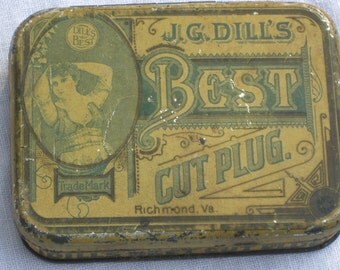 DILL'S
BEST
J.G. DILL'S
BEST
CUT PLUG.
Trade Mark
Richmond, Va.